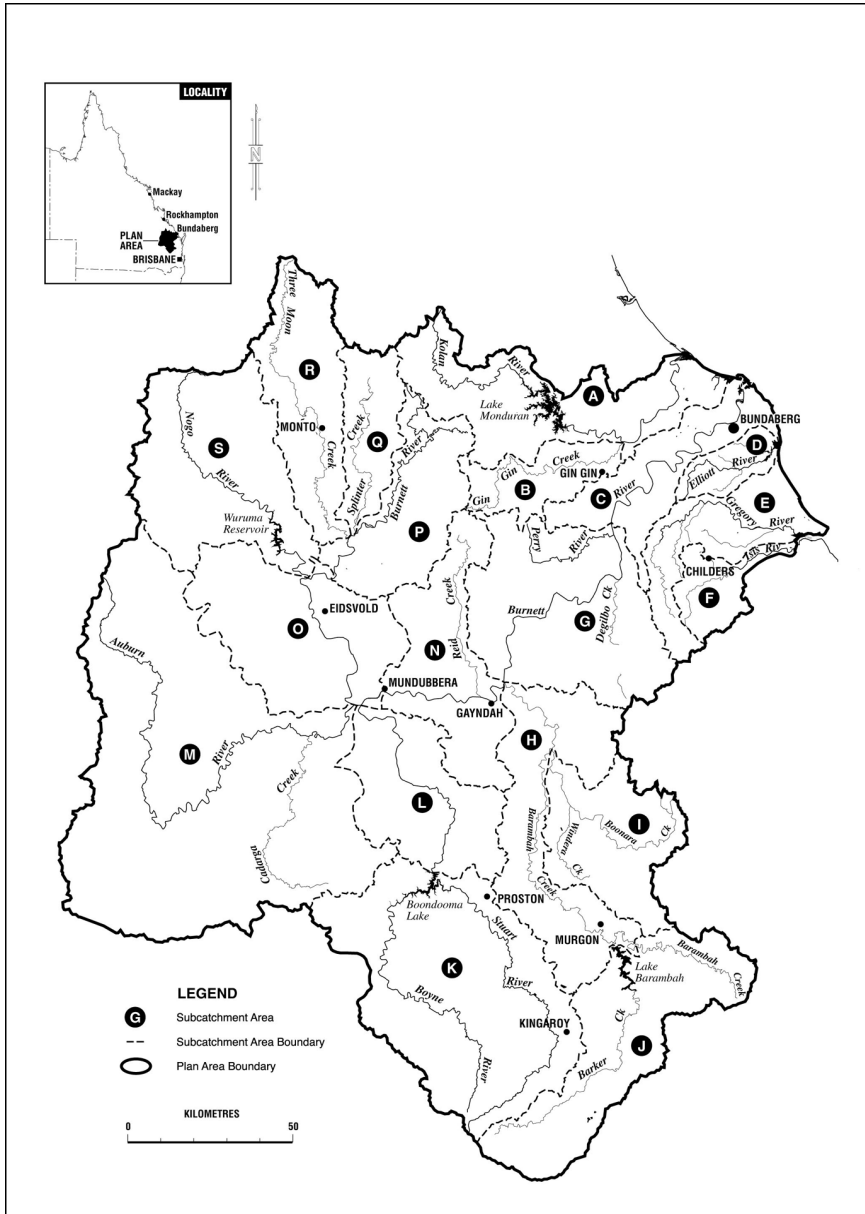 LOCALITY
Mackay
Rockhampton
Bundaberg
PLAN
AREA
BRISBANE
N
Three
Moon
Kolan
River
R
A
Lake
Monduran
Nogo
MONTO
BUNDABERG
S
Q
Creek
River
D
Creek
Creek
GIN GIN
Elliott
River
River
Splinter
Burnett
Gin
Gin
B
C
River
E
Gregory
River
Wuruma
Reservoir
P
Perry
River
Isis Riv
CHILDERS
F
Creek
EIDSVOLD
O
Burnett
G
Degilbo Ck
Auburn
N
Reid
MUNDUBBERA
GAYNDAH
M
River
H
Creek
L
Barambah
Windera
Ck
I
Boonara
Ck
Cadarga
Boondooma
Lake
PROSTON
Creek
Stuart
MURGON
Barambah
Creek
K
Lake
Barambah
LEGEND
G
Subcatchment Area
Subcatchment Area Boundary
Plan Area Boundary
Boyne
River
River
KINGAROY
Ck
J
Barker
KILOMETRES
0
50